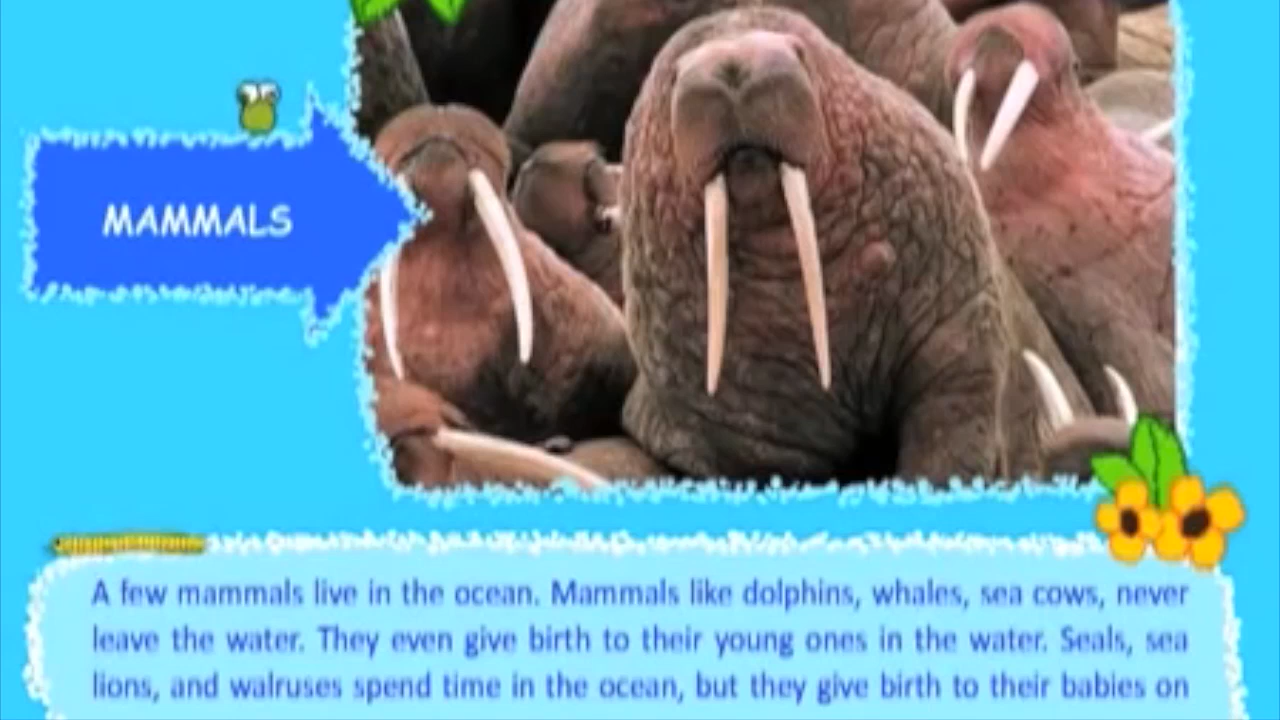 MAMMALS
A few mammals live in the ocean. Mammals like dolphins, whales, sea cows, never
leave the water. They even give birth to their young ones in the water. Seals, sea
lions, and walruses spend time in the ocean, but they give birth to their babies on